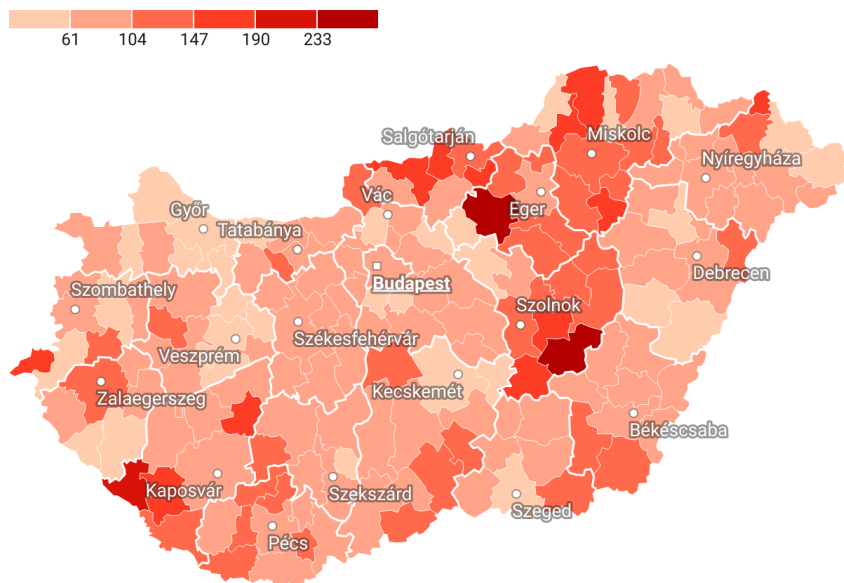 61 104 147 190 233
Salgótarján
Miskolc
Nyíregyháza
Vác
Eger
Győr
Tatabánya
Budapest
Debrecen
Szombathely
Szolnok
Székesfehérvár
Veszprém
Kecskemét
Zalaegerszeg
Békéscsaba
Kaposvár
Szekszárd
Szeged
Pécs